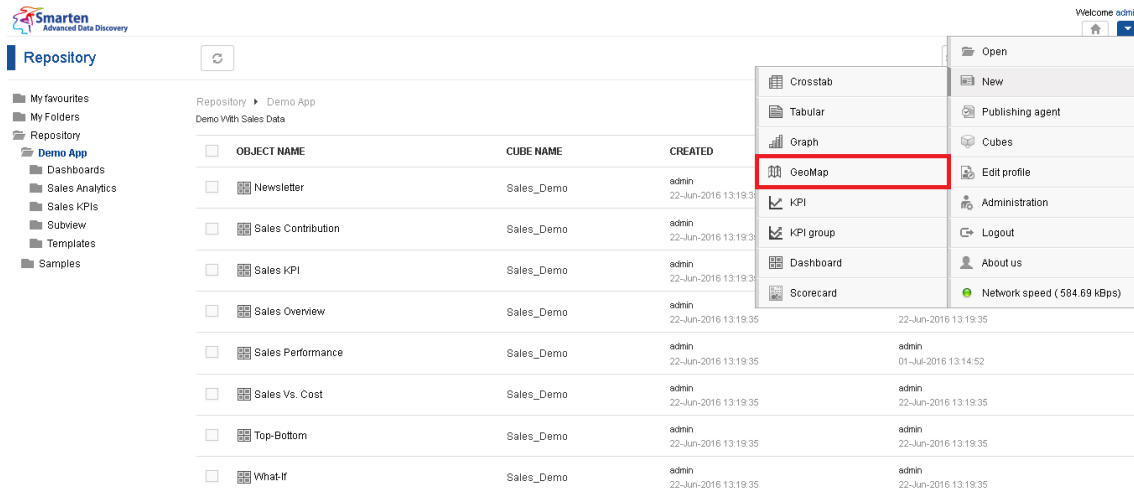 Smarten
Advanced Data Discovery
Welcome admi
Repository
Open
New
Publishing agent
Cubes
Edit profile
Administration
Logout
About us
Network speed ( 584.69 kBps)
Crosstab
Tabular
Graph
GeoMap
KPI
KPI group
Dashboard
Scorecard
My favourites
My Folders
Repository
Demo App
Dashboards
Sales Analytics
Sales KPIs
Subview
Templates
Samples
Repository Demo App
Demo With Sales Data
OBJECT NAME CUBE NAME CREATED
Newsletter Sales_Demo admin
22-Jun-2016 13:19:35
Sales Contribution Sales_Demo admin
22-Jun-2016 13:19:35
Sales KPI Sales_Demo admin
22-Jun-2016 13:19:35
Sales Overview Sales_Demo admin
22-Jun-2016 13:19:35 22-Jun-2016 13:19:35
Sales Performance Sales_Demo admin admin
22-Jun-2016 13:19:35 01-Jul-2016 13:14:52
Sales Vs. Cost Sales_Demo admin admin
22-Jun-2016 13:19:35 22-Jun-2016 13:19:35
Top-Bottom Sales_Demo admin admin
22-Jun-2016 13:19:35 22-Jun-2016 13:19:35
What-If Sales_Demo admin admin
22-Jun-2016 13:19:35 22-Jun-2016 13:19:35